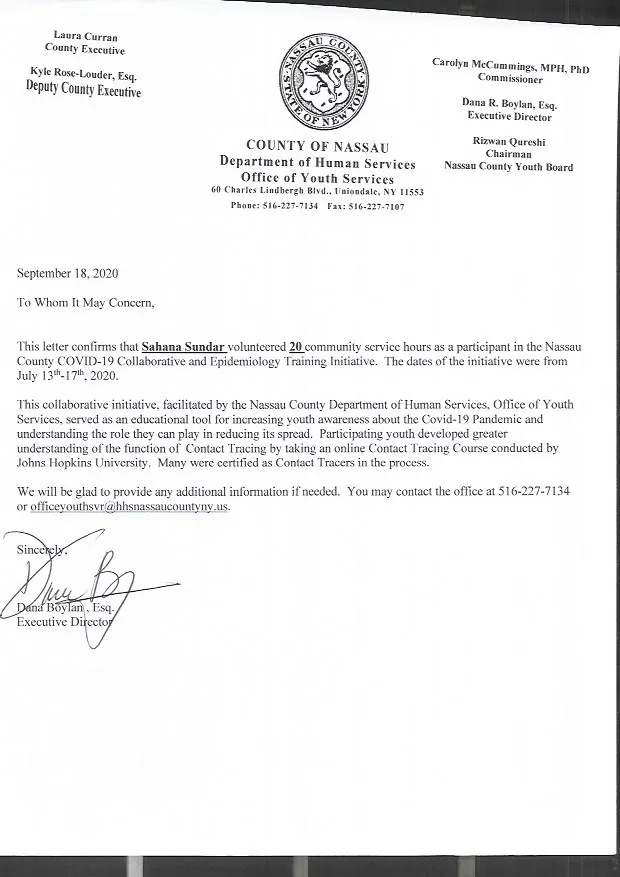 Laura Curran
County Executive
Kyle Rose-Louder, Esq.
Deputy County Executive
NASSAU COUNTY
STATE OF NEW YORK
COUNTY OF NASSAU
Department of Human Services
Office of Youth Services
60 Charles Lindbergh Blvd., Uniondale, NY 11553
Phone: 516-227-7134 Fax: 516-227-7107
Carolyn McCummings, MPH, PhD
Commissioner
Dana R. Boylan, Esq.
Executive Director
Rizwan Qureshi
Chairman
Nassau County Youth Board
September 18, 2020
To Whom It May Concern,
This letter confirms that Sahana Sundar volunteered 20 community service hours as a participant in the Nassau
County COVID-19 Collaborative and Epidemiology Training Initiative. The dates of the initiative were from
July 13th-17th, 2020.
This collaborative initiative, facilitated by the Nassau County Department of Human Services, Office of Youth
Services, served as an educational tool for increasing youth awareness about the Covid-19 Pandemic and
understanding the role they can play in reducing its spread. Participating youth developed greater
understanding of the function of Contact Tracing by taking an online Contact Tracing Course conducted by
Johns Hopkins University. Many were certified as Contact Tracers in the process.
We will be glad to provide any additional information if needed. You may contact the office at 516-227-7134
or officeyouthsvr@hhsnassaucountyny.us.
Sincerely,
Dana Boylan, Esq.
Executive Director